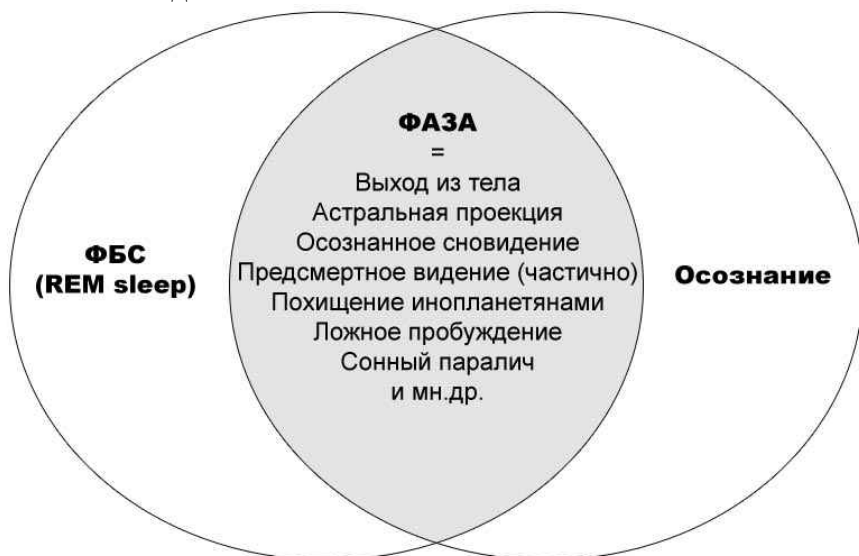 ФАЗА
=
Выход из тела
Астральная проекция
Осознанное сновидение
Предсмертное видение (частично)
Похищение инопланетянами
Ложное пробуждение
Сонный паралич
и мн.др.
ФБС
(REM sleep)
Осознание